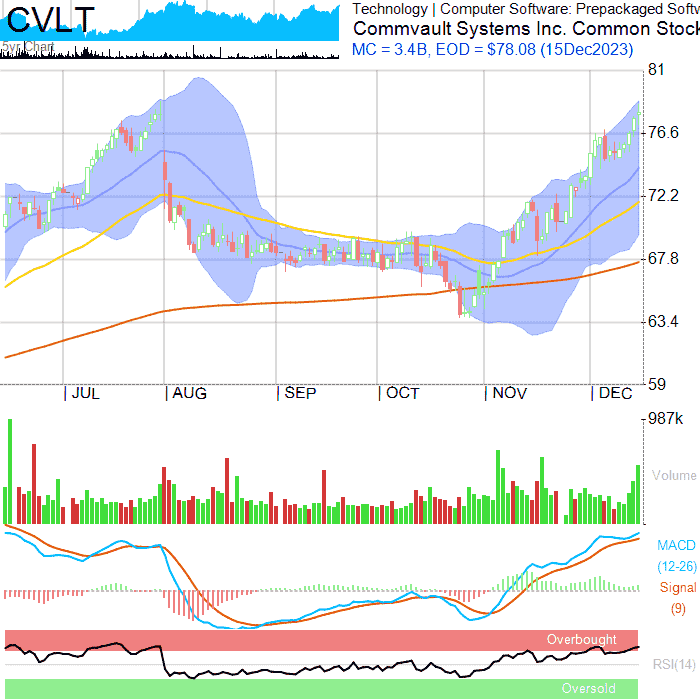 CVLT
5yr Chart
Technology | Computer Software: Prepackaged Softw
Commvault Systems Inc. Common Stock
MC = 3.4B, EOD = $78.08 (15Dec2023)
81
76.6
72.2
67.8
63.4
59
JUL AUG SEP OCT NOV DEC
987k
Volume
MACD
(12-26)
Signal
(9)
Overbought
RSI(14)
Oversold